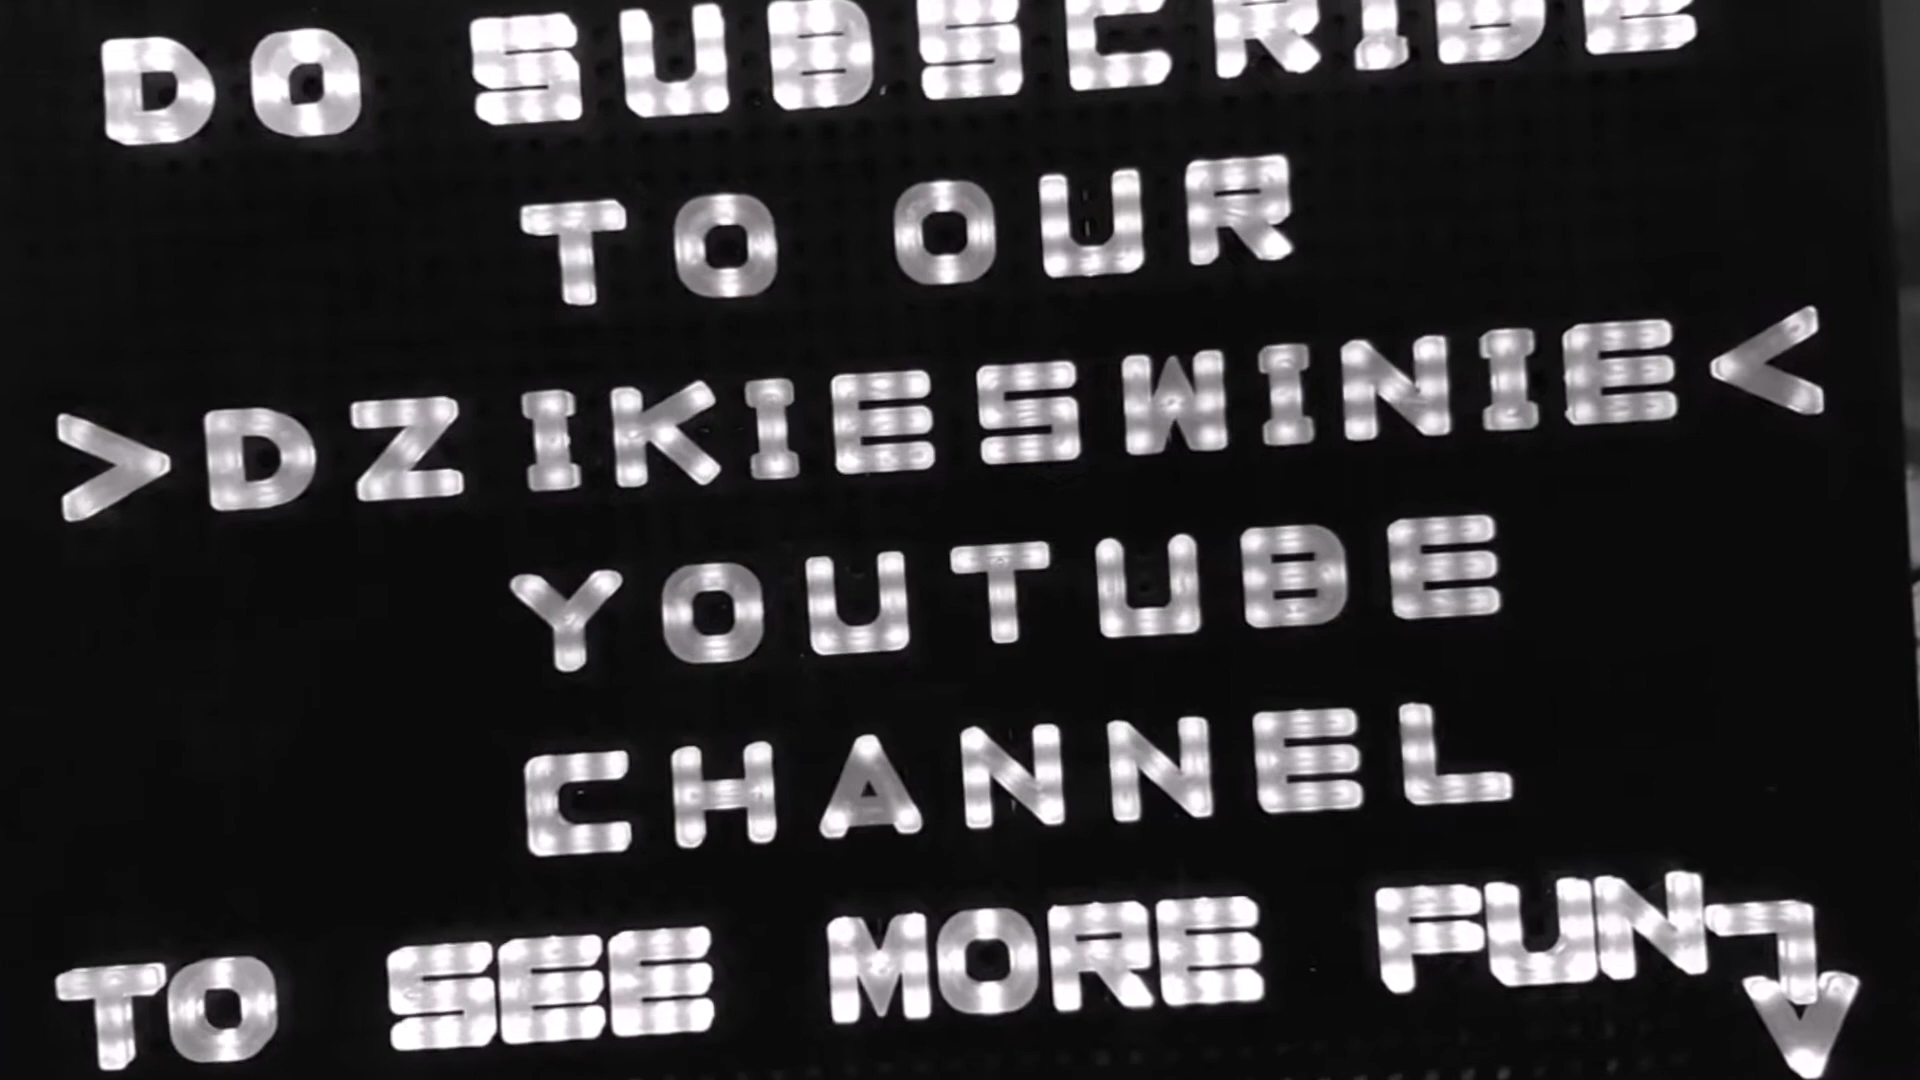 DO SUBSCRIBE
TO OUR
>DZIKIESWINIE<
YOUTUBE
CHANNEL
TO SEE MORE FUN